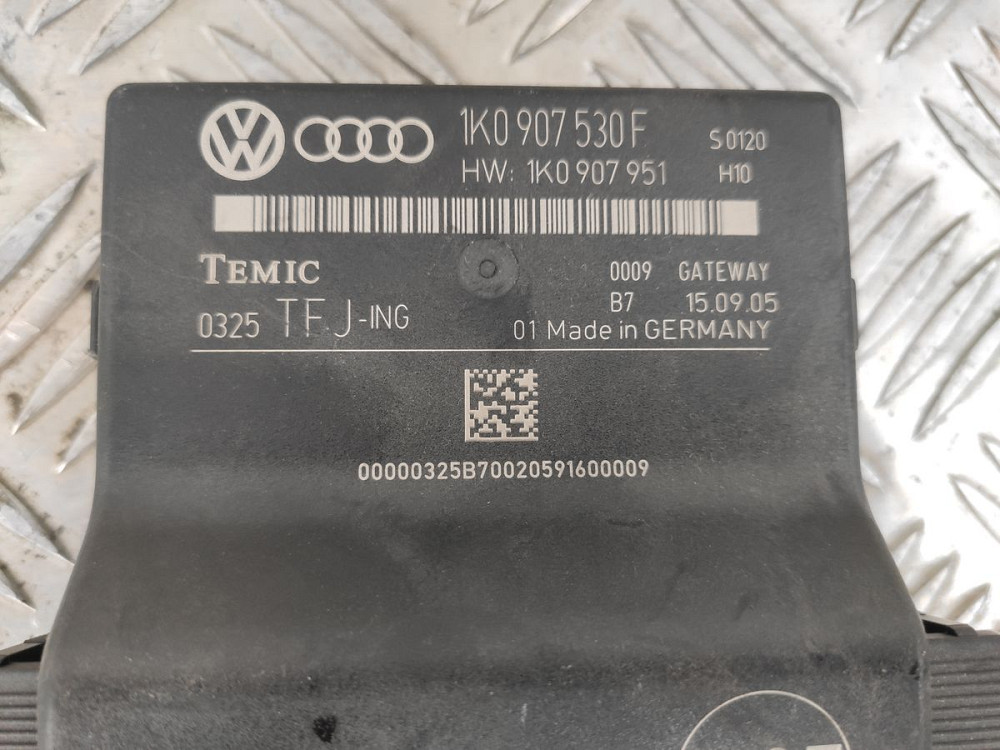 1K0 907 530 F S 0120
HW: 1K0 907 951 H10
TEMIC 0009 GATEWAY
B7 15.09.05
0325 TFJ-ING 01 Made in GERMANY
00000325B70020591600009